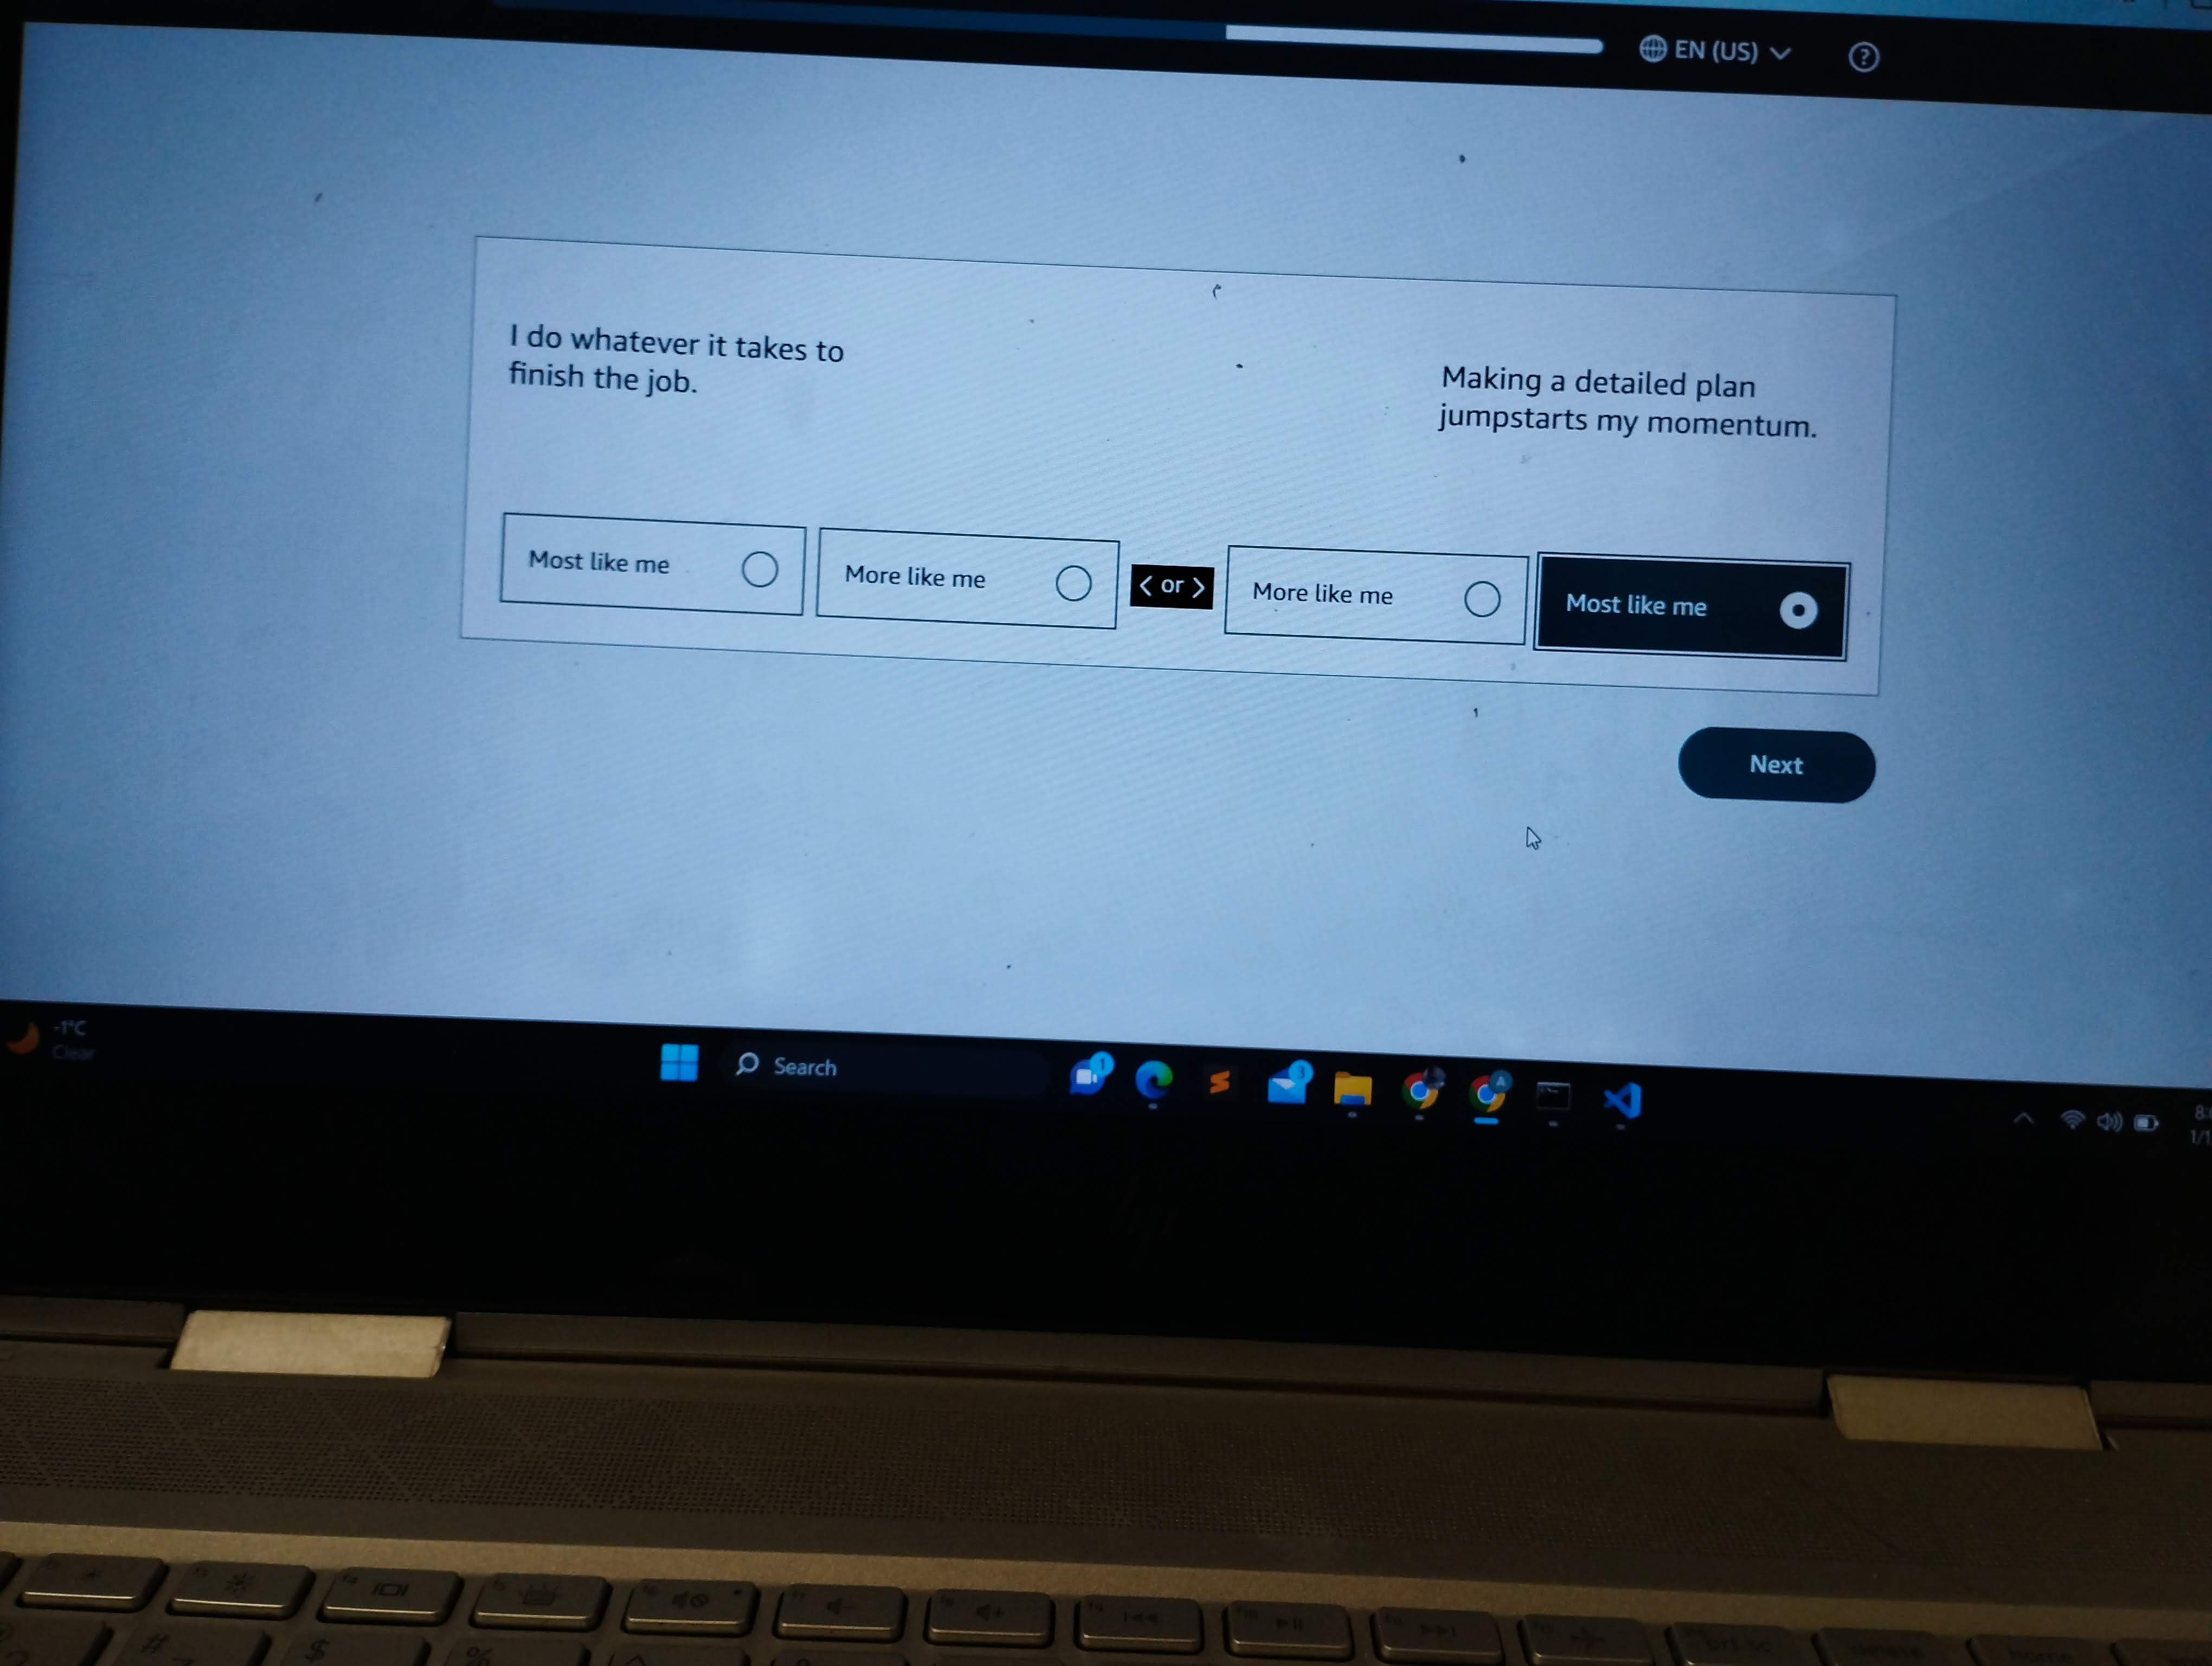 EN (US)
I do whatever it takes to
finish the job.
Making a detailed plan
jumpstarts my momentum.
Most like me
More like me
< or >
More like me
Most like me
Next
-1°C
Clear
Search